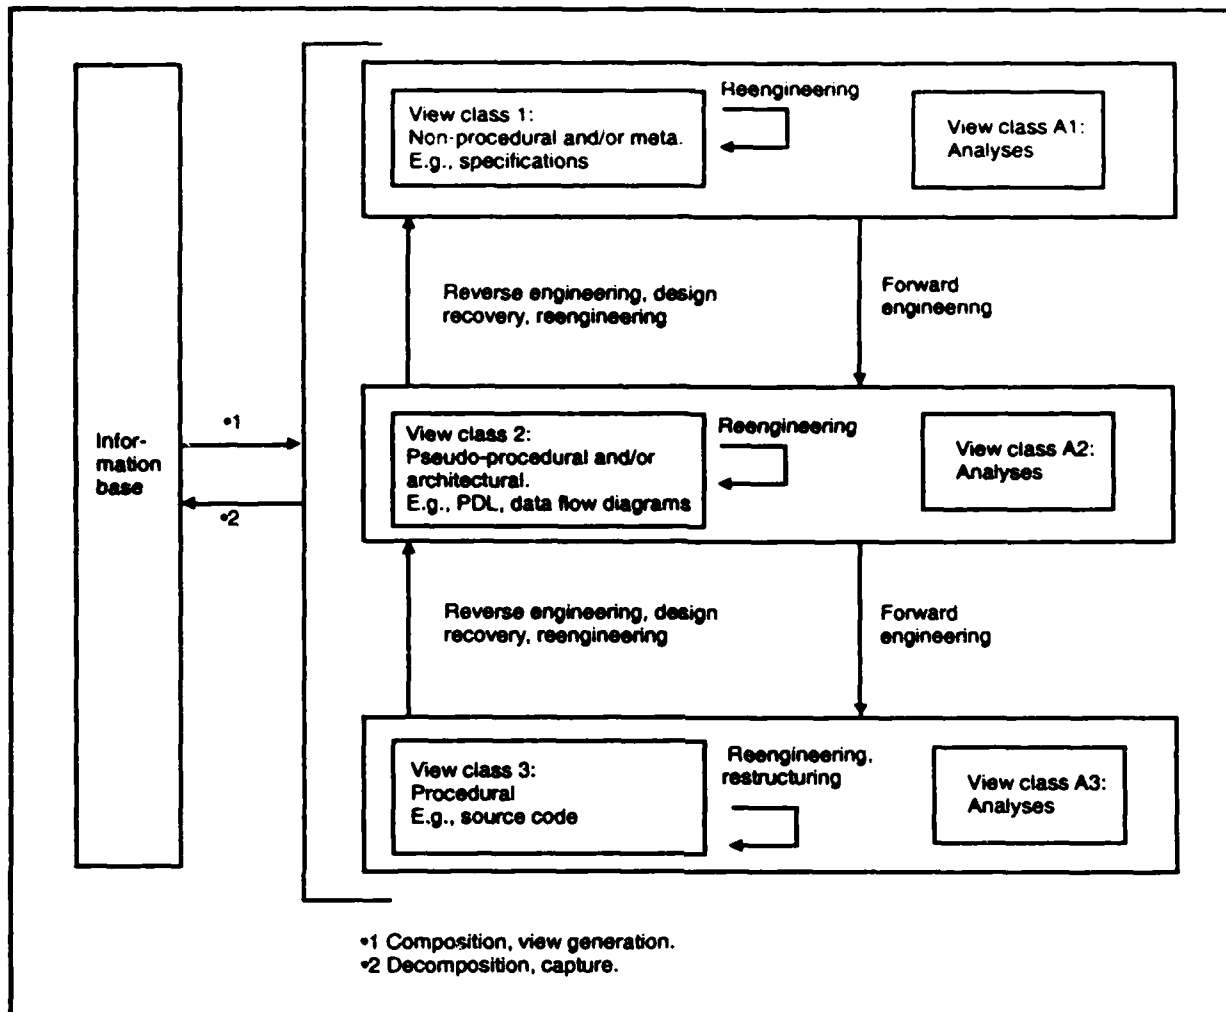 Reengineering
View class 1:
Non-procedural and/or meta.
E.g., specifications
View class A1:
Analyses
Reverse engineering, design
recovery, reengineering
Forward
engineering
Infor-
mation
base
•1
•2
View class 2:
Pseudo-procedural and/or
architectural.
E.g., PDL, data flow diagrams
Reengineering
View class A2:
Analyses
Reverse engineering, design
recovery, reengineering
Forward
engineering
View class 3:
Procedural
E.g., source code
Reengineering,
restructuring
View class A3:
Analyses
•1 Composition, view generation.
•2 Decomposition, capture.